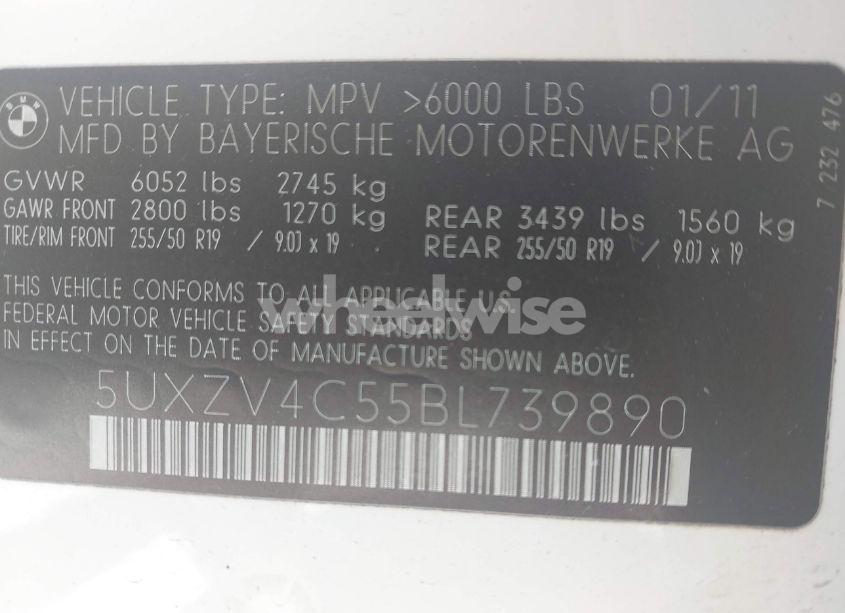 BMW
VEHICLE TYPE: MPV >6000 LBS 01/11
MFD BY BAYERISCHE MOTORENWERKE AG
GVWR 6052 lbs 2745 kg
GAWR FRONT 2800 lbs 1270 kg REAR 3439 lbs 1560 kg
TIRE/RIM FRONT 255/50 R19 / 9.0J x 19 REAR 255/50 R19 / 9.0J x 19
THIS VEHICLE CONFORMS TO ALL APPLICABLE U.S.
FEDERAL MOTOR VEHICLE SAFETY STANDARDS
IN EFFECT ON THE DATE OF MANUFACTURE SHOWN ABOVE.
5UXZV4C55BL739890
7 232 476
wheelwise